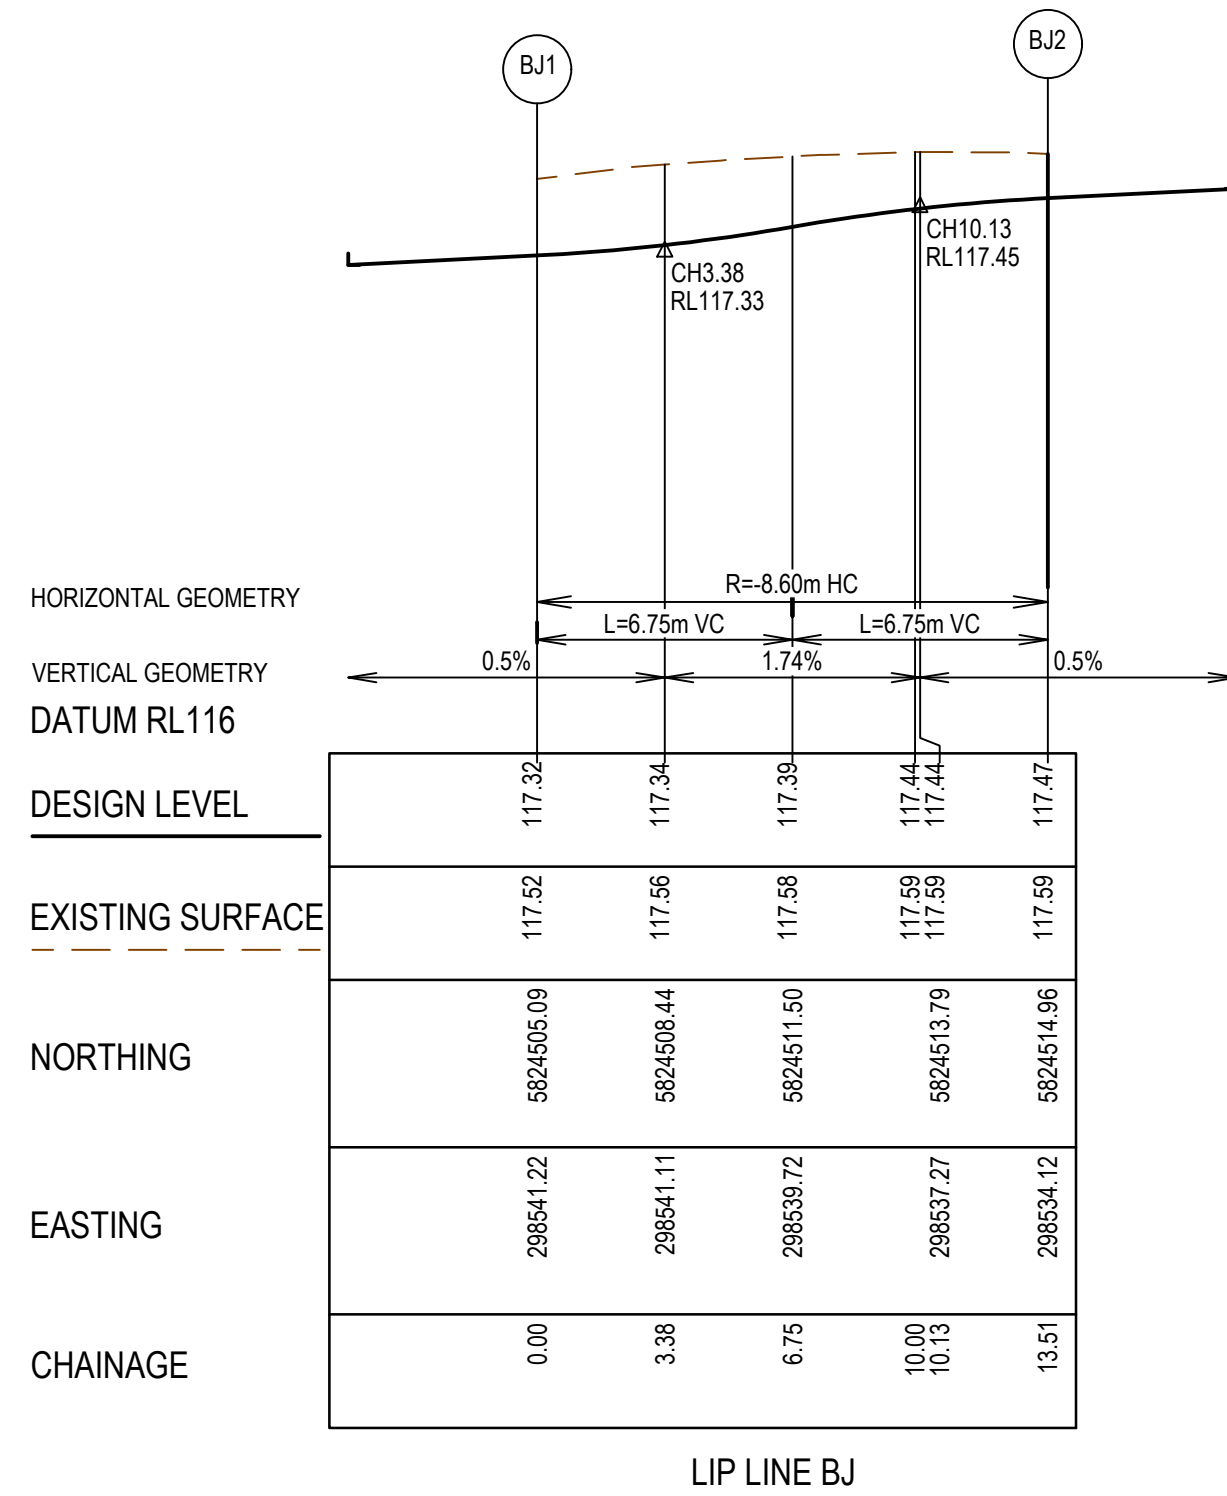 BJ1
BJ2
CH10.13
RL117.45
CH3.38
RL117.33
HORIZONTAL GEOMETRY
R=-8.60m HC
L=6.75m VC
L=6.75m VC
VERTICAL GEOMETRY
0.5%
1.74%
0.5%
DATUM RL116
DESIGN LEVEL
117.32
117.34
117.39
117.44
117.44
117.47
EXISTING SURFACE
117.52
117.56
117.58
117.59
117.59
117.59
NORTHING
5824505.09
5824508.44
5824511.50
5824513.79
5824514.96
EASTING
298541.22
298541.11
298539.72
298537.27
298534.12
CHAINAGE
0.00
3.38
6.75
10.00
10.13
13.51
LIP LINE BJ